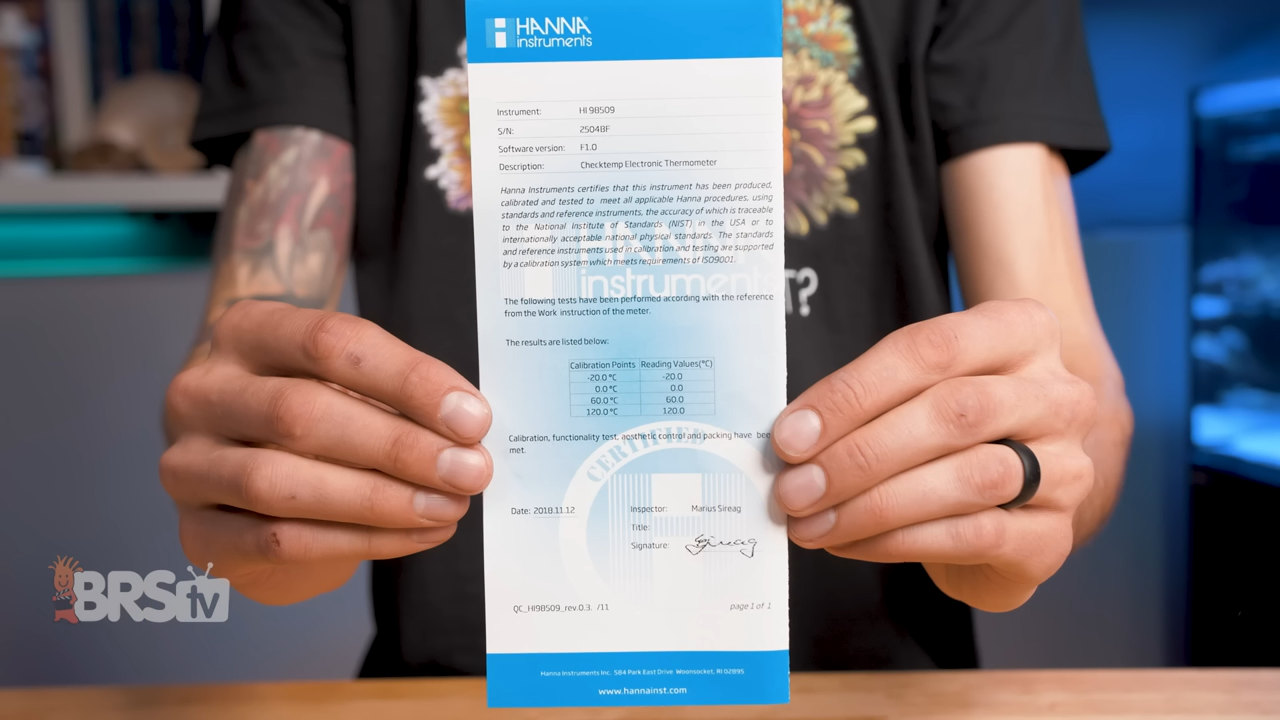 HANNA
instruments
Instrument: HI 98509
S/N: 2504BF
Software version: F1.0
Description: Checktemp Electronic Thermometer
Hanna Instruments certifies that this instrument has been produced,
calibrated and tested to meet all applicable Hanna procedures, using
standards and reference instruments, the accuracy of which is traceable
to the National Institute of Standards (NIST) in the USA or to
internationally acceptable national physical standards. The standards
and reference instruments used in calibration and testing are supported
by a calibration system which meets requirements of ISO9001.
instruments
T?
The following tests have been performed according with the reference
from the Work instruction of the meter.
The results are listed below:
Calibration Points Reading Values(°C)
-20.0 °C -20.0
0.0 °C 0.0
60.0 °C 60.0
120.0 °C 120.0
Calibration, functionality test, aesthetic control and packing have bee
met.
CERTIFIED
Date: 2018.11.12 Inspector: Marius Sireag
Title:
Signature:
QC_HI98509_rev.0.3. /11 page 1 of 1
Hanna Instruments Inc. 584 Park East Drive Woonsocket, RI 02895
www.hannainst.com
BRStv